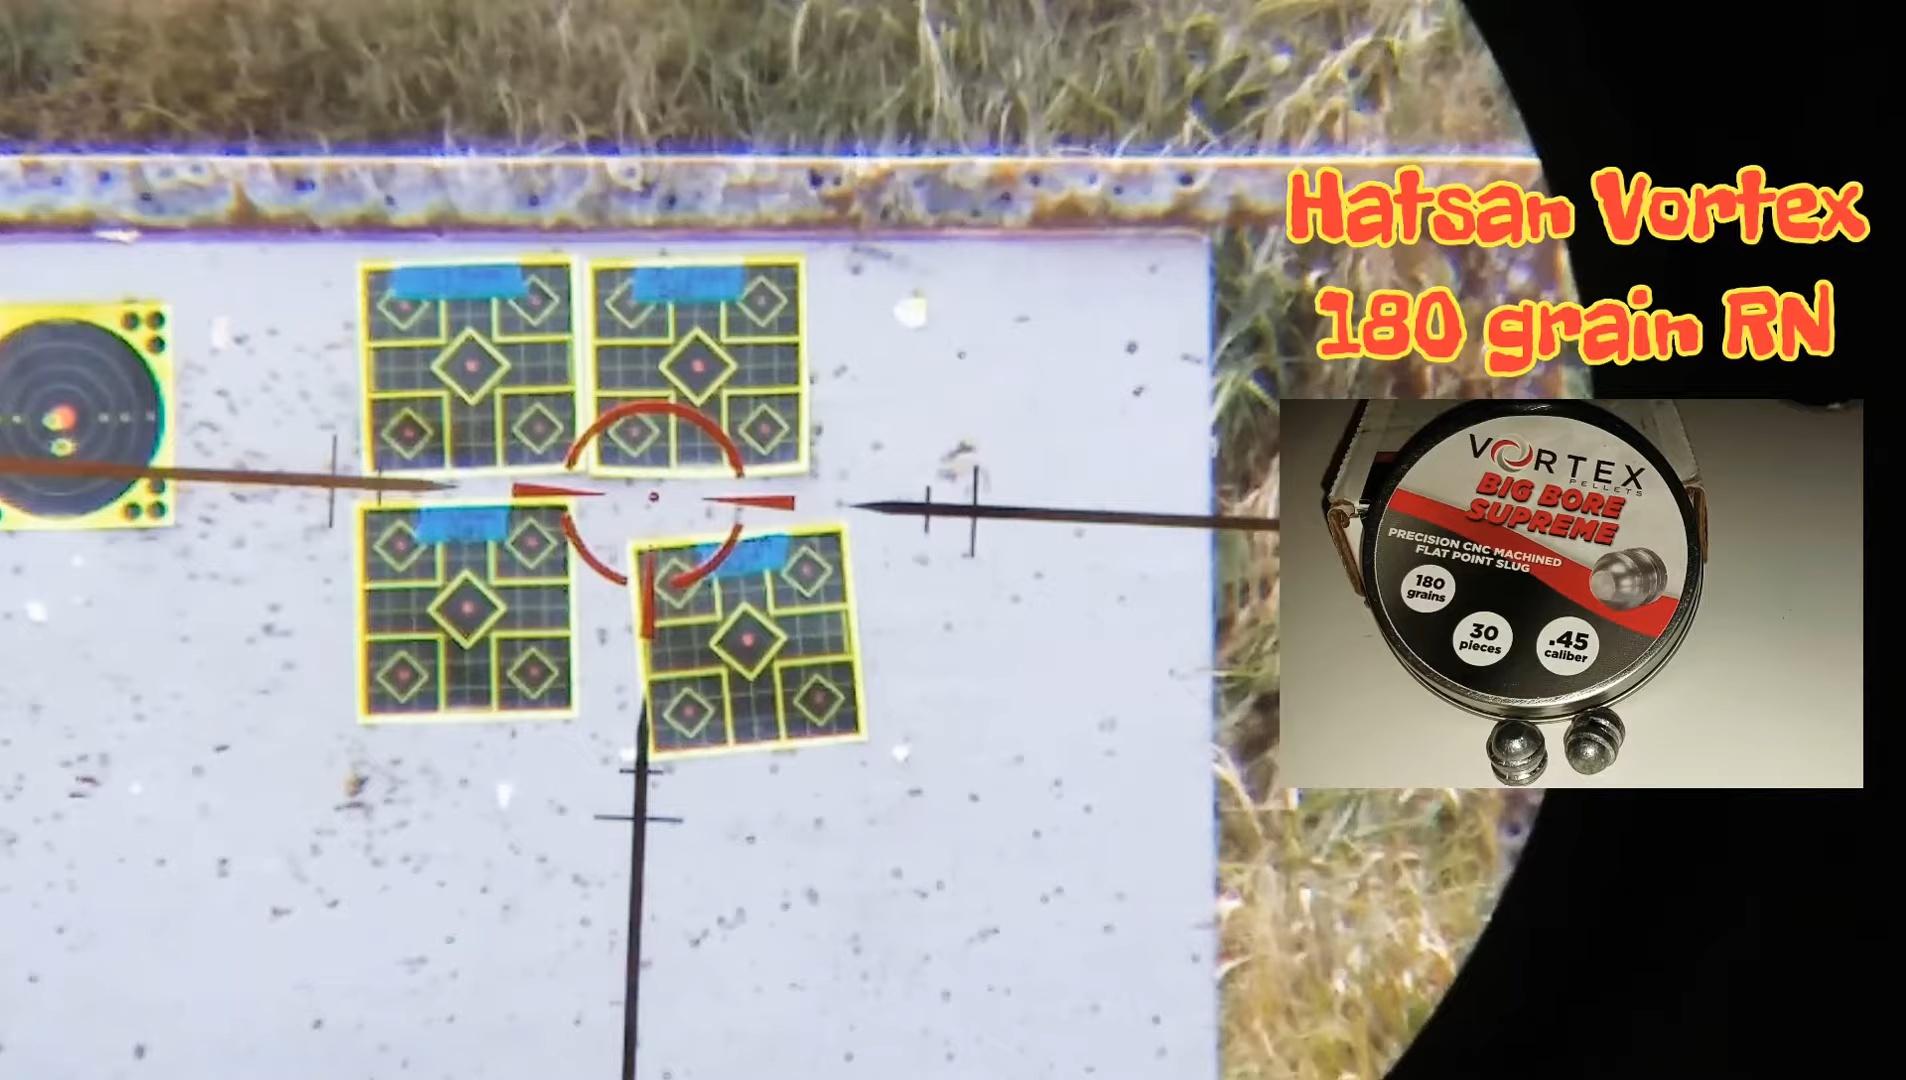 Hatsan Vortex
180 grain RN
VORTEX
PELLETS
BIG BORE
SUPREME
PRECISION CNC MACHINED
FLAT POINT SLUG
180
grains
30
pieces
.45
caliber